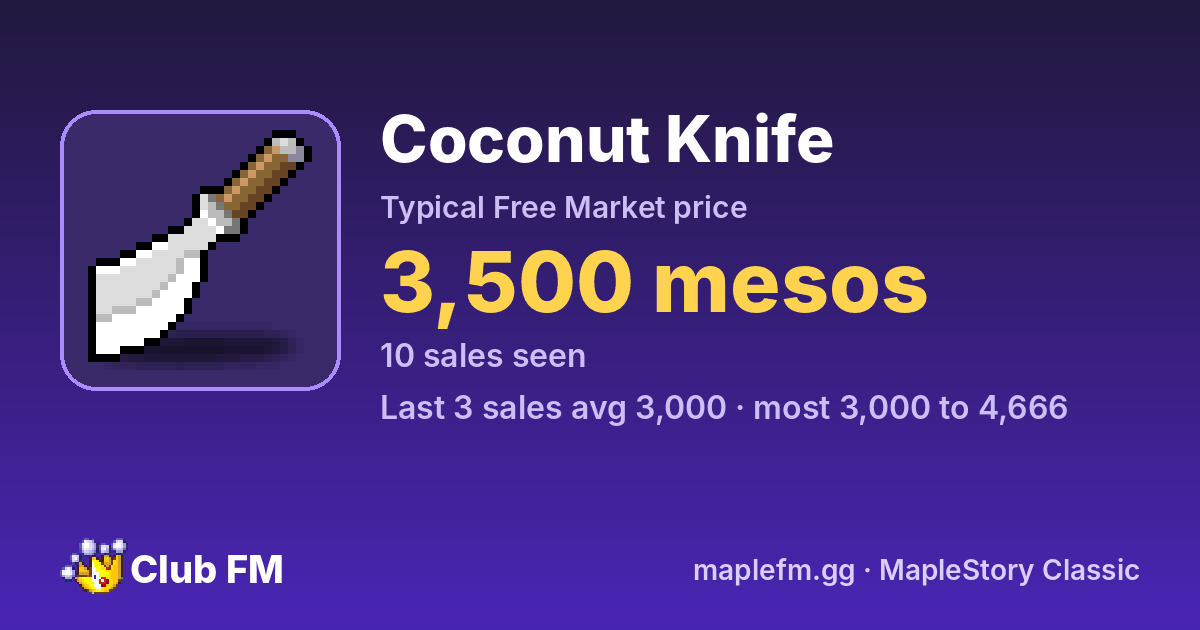 Coconut Knife
Typical Free Market price
3,500 mesos
10 sales seen
Last 3 sales avg 3,000 · most 3,000 to 4,666
Club FM
maplefm.gg · MapleStory Classic